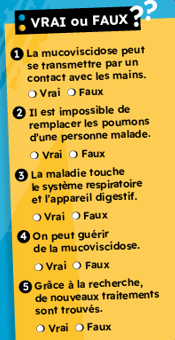 VRAI ou FAUX ??
1 La mucoviscidose peut
se transmettre par un
contact avec les mains.
Vrai Faux
2 Il est impossible de
remplacer les poumons
d'une personne malade.
Vrai Faux
3 La maladie touche
le système respiratoire
et l'appareil digestif.
Vrai Faux
4 On peut guérir
de la mucoviscidose.
Vrai Faux
5 Grâce à la recherche,
de nouveaux traitements
sont trouvés.
Vrai Faux